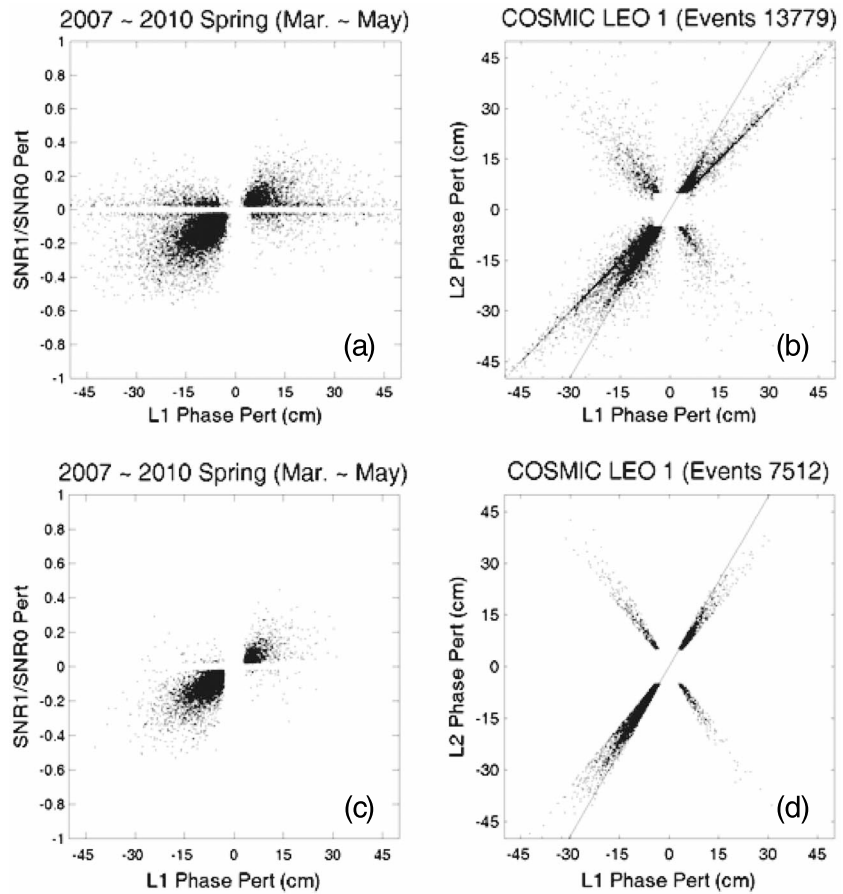 2007 ~ 2010 Spring (Mar. ~ May)
1
0.8
0.6
0.4
0.2
0
-0.2
-0.4
-0.6
-0.8
-1
SNR1/SNR0 Pert
-45 -30 -15 0 15 30 45
L1 Phase Pert (cm)
(a)
COSMIC LEO 1 (Events 13779)
45
30
15
0
-15
-30
-45
L2 Phase Pert (cm)
-45 -30 -15 0 15 30 45
L1 Phase Pert (cm)
(b)
2007 ~ 2010 Spring (Mar. ~ May)
1
0.8
0.6
0.4
0.2
0
-0.2
-0.4
-0.6
-0.8
-1
SNR1/SNR0 Pert
-45 -30 -15 0 15 30 45
L1 Phase Pert (cm)
(c)
COSMIC LEO 1 (Events 7512)
45
30
15
0
-15
-30
-45
L2 Phase Pert (cm)
-45 -30 -15 0 15 30 45
L1 Phase Pert (cm)
(d)